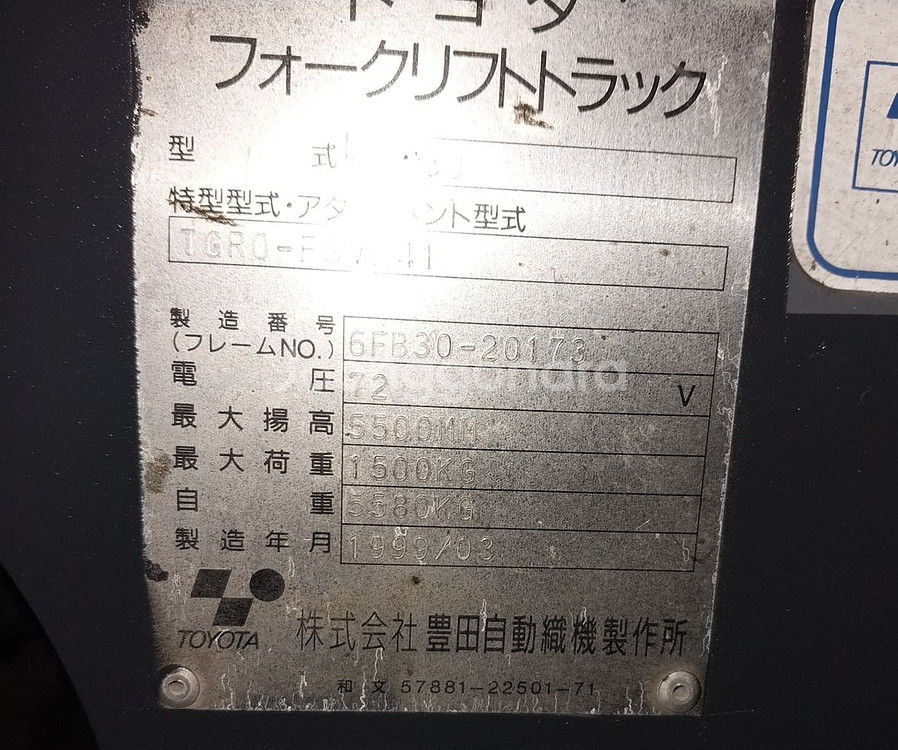 トヨタ
フォークリフトトラック
型式
特型型式・アタ ント型式
TGRO-F
製造番号 6FB30-20173
(フレームNO.)
電圧 72 V
最大揚高 5500MM
最大荷重 1500KG
自重 5580KG
製造年月 1999/03
TOYOTA 株式会社 豊田自動織機製作所
和文 57881-22501-71